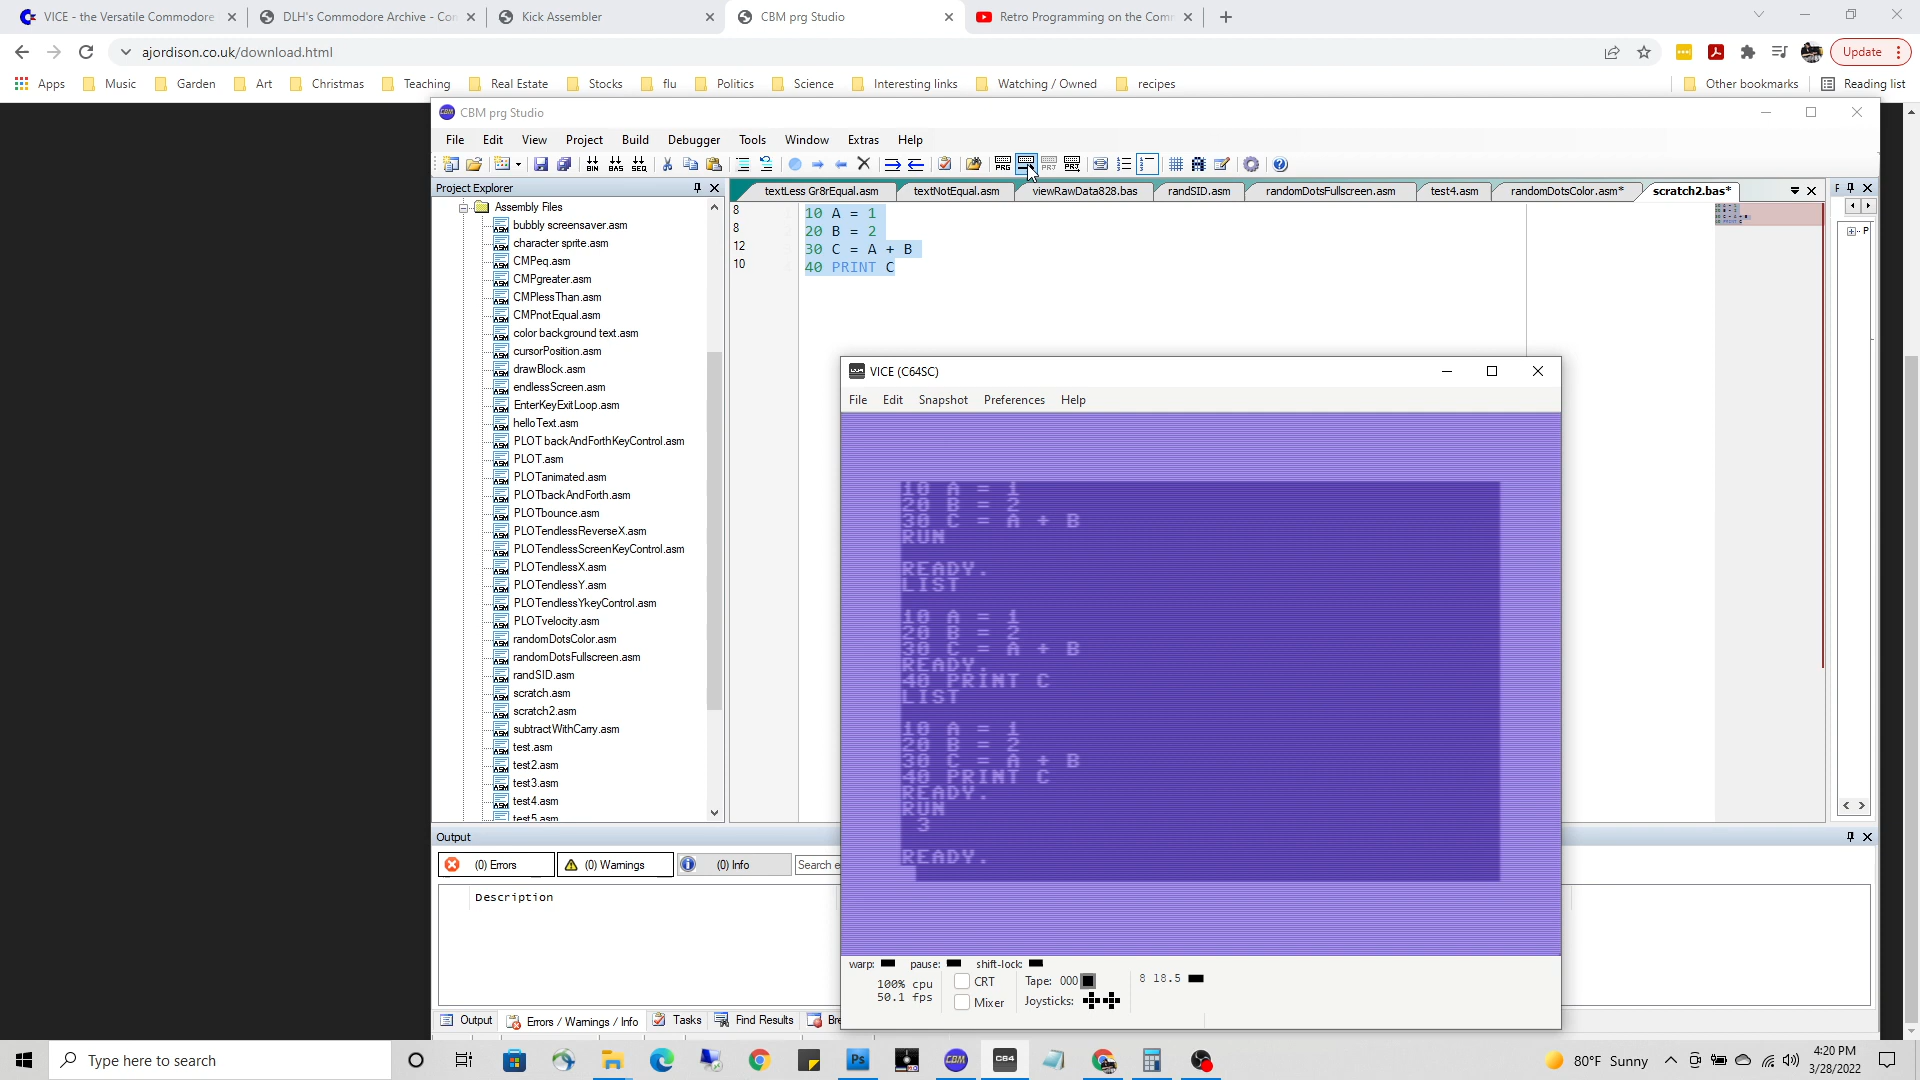 VICE - the Versatile Commodore
DLH's Commodore Archive - Con
Kick Assembler
CBM prg Studio
Retro Programming on the Comm
ajordison.co.uk/download.html
Update
Apps
Music
Garden
Art
Christmas
Teaching
Real Estate
Stocks
flu
Politics
Science
Interesting links
Watching / Owned
recipes
Other bookmarks
Reading list
CBM prg Studio
File Edit View Project Build Debugger Tools Window Extras Help
Project Explorer
textLess Gr8rEqual.asm
textNotEqual.asm
viewRawData828.bas
randSID.asm
randomDotsFullscreen.asm
test4.asm
randomDotsColor.asm*
scratch2.bas*
Assembly Files
bubbly screensaver.asm
character sprite.asm
CMPeq.asm
CMPgreater.asm
CMPlessThan.asm
CMPnotEqual.asm
color background text.asm
cursorPosition.asm
drawBlock.asm
endlessScreen.asm
EnterKeyExitLoop.asm
helloText.asm
PLOT backAndForthKeyControl.asm
PLOT.asm
PLOTanimated.asm
PLOTbackAndForth.asm
PLOTbounce.asm
PLOTendlessReverseX.asm
PLOTendlessScreenKeyControl.asm
PLOTendlessX.asm
PLOTendlessY.asm
PLOTendlessYkeyControl.asm
PLOTvelocity.asm
randomDotsColor.asm
randomDotsFullscreen.asm
randSID.asm
scratch.asm
scratch2.asm
subtractWithCarry.asm
test.asm
test2.asm
test3.asm
test4.asm
test5.asm
8 10 A = 1
8 20 B = 2
12 30 C = A + B
10 40 PRINT C
VICE (C64SC)
File Edit Snapshot Preferences Help
10 A = 1
20 B = 2
30 C = A + B
RUN
READY.
LIST
10 A = 1
20 B = 2
30 C = A + B
READY.
40 PRINT C
LIST
10 A = 1
20 B = 2
30 C = A + B
40 PRINT C
READY.
RUN
3
READY.
warp: pause: shift-lock:
100% cpu
50.1 fps
CRT
Mixer
Tape: 000
Joysticks:
8 18.5
Output
(0) Errors
(0) Warnings
(0) Info
Search e
Description
Output
Errors / Warnings / Info
Tasks
Find Results
Bre
Type here to search
80°F Sunny
4:20 PM
3/28/2022